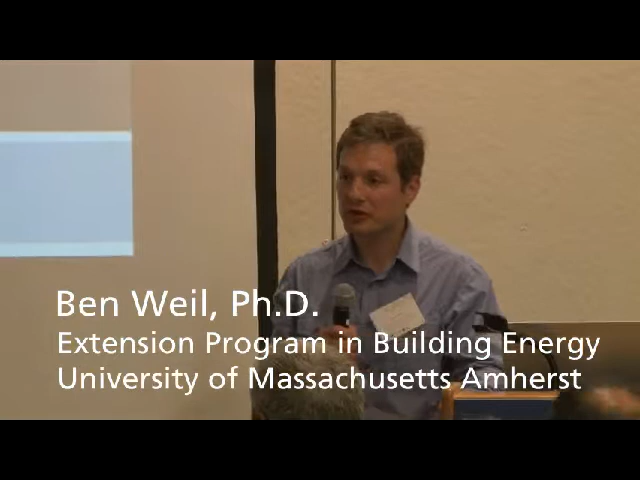 Ben Weil, Ph.D.
Extension Program in Building Energy
University of Massachusetts Amherst